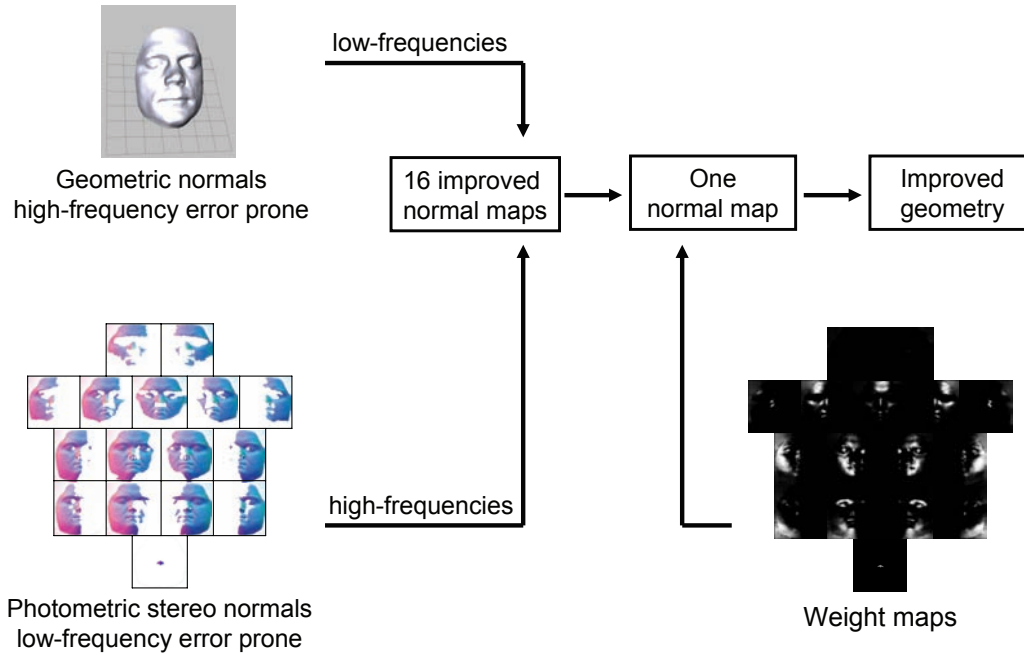 low-frequencies
Geometric normals
high-frequency error prone
16 improved
normal maps
One
normal map
Improved
geometry
high-frequencies
Photometric stereo normals
low-frequency error prone
Weight maps